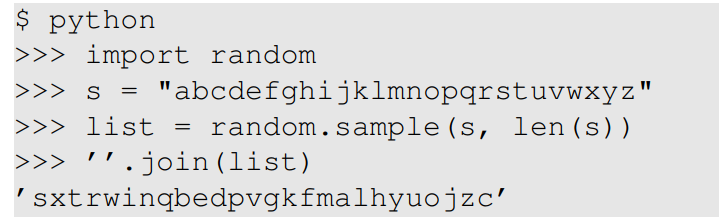 $ python
>>> import random
>>> s = "abcdefghijklmnopqrstuvwxyz"
>>> list = random.sample(s, len(s))
>>> ’’.join(list)
’sxtrwinqbedpvgkfmalhyuojzc’